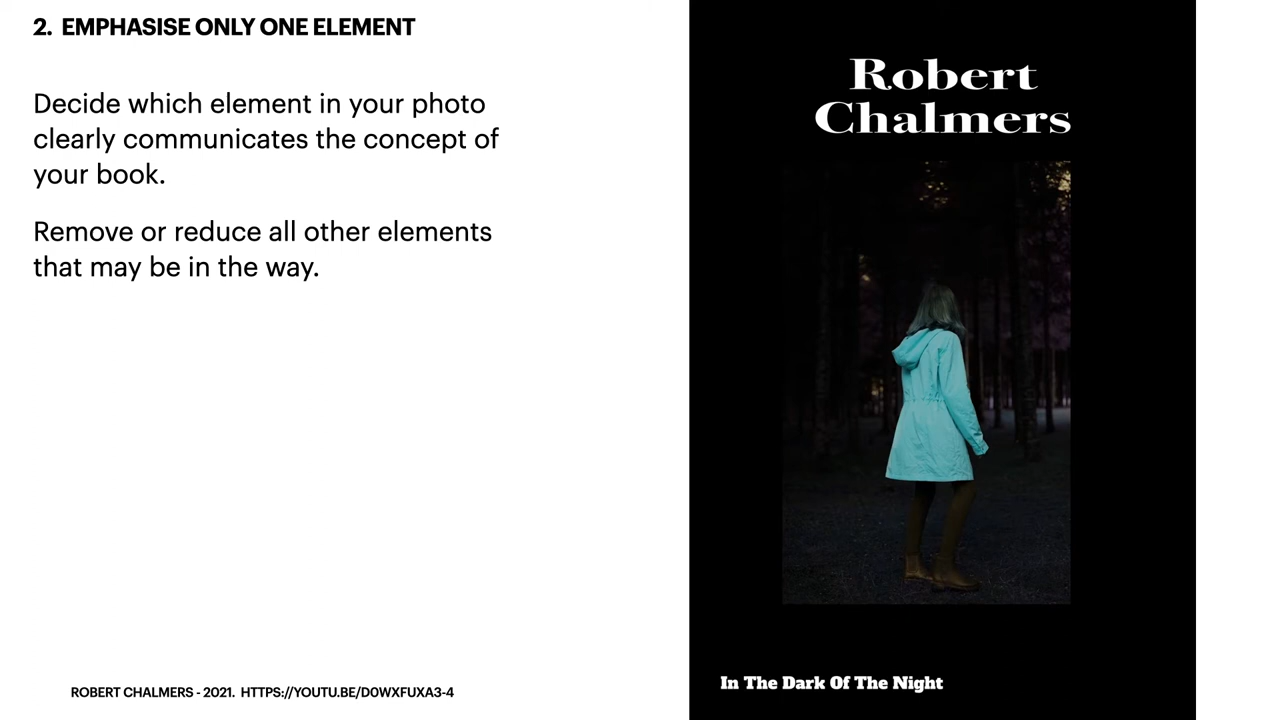 2. EMPHASISE ONLY ONE ELEMENT
Decide which element in your photo
clearly communicates the concept of
your book.
Remove or reduce all other elements
that may be in the way.
ROBERT CHALMERS - 2021. HTTPS://YOUTU.BE/D0WXFUXA3-4
Robert
Chalmers
In The Dark Of The Night